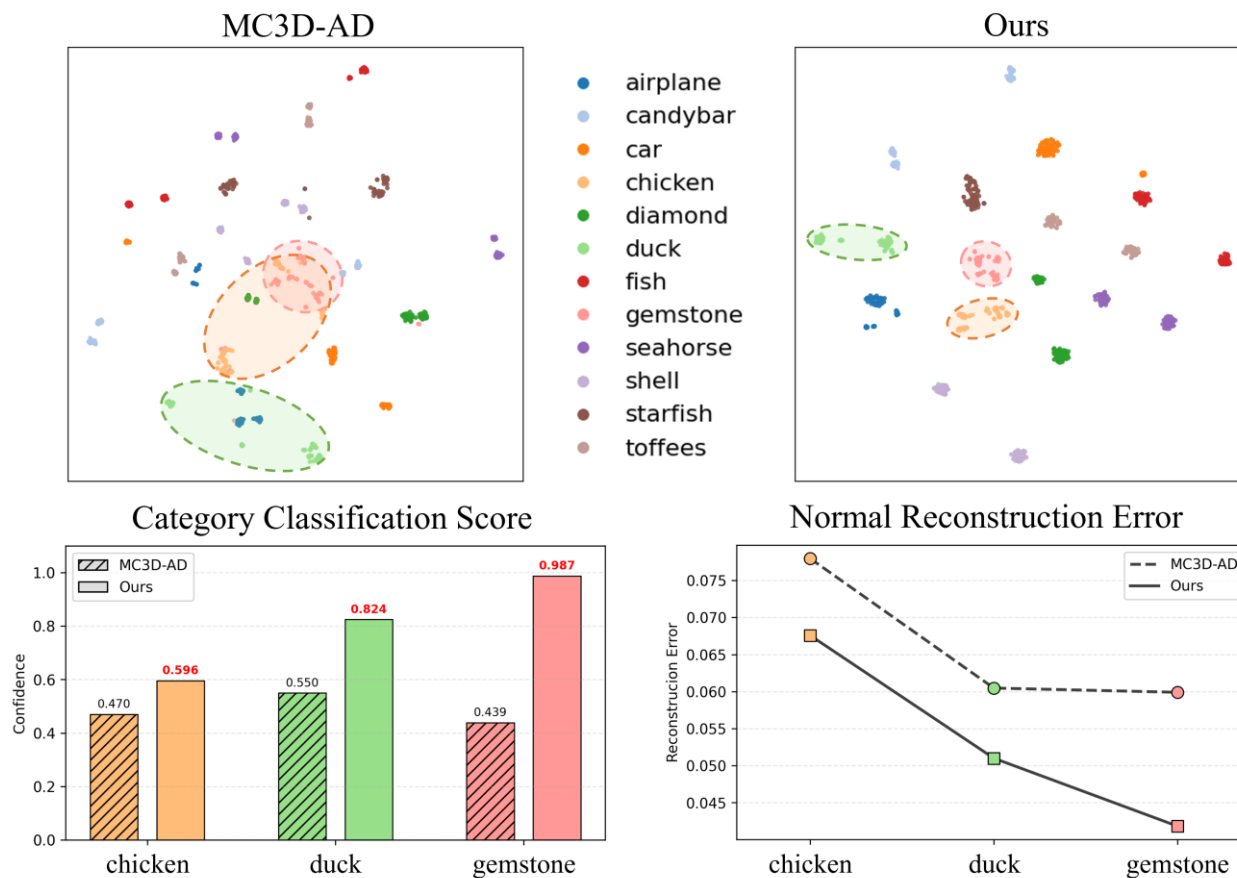 MC3D-AD
Ours
airplane
candybar
car
chicken
diamond
duck
fish
gemstone
seahorse
shell
starfish
toffees
Category Classification Score
MC3D-AD
Ours
Confidence
1.0
0.8
0.6
0.4
0.2
0.0
0.470
0.596
0.550
0.824
0.439
0.987
chicken
duck
gemstone
Normal Reconstruction Error
MC3D-AD
Ours
Reconstrucion Error
0.075
0.070
0.065
0.060
0.055
0.050
0.045
chicken
duck
gemstone